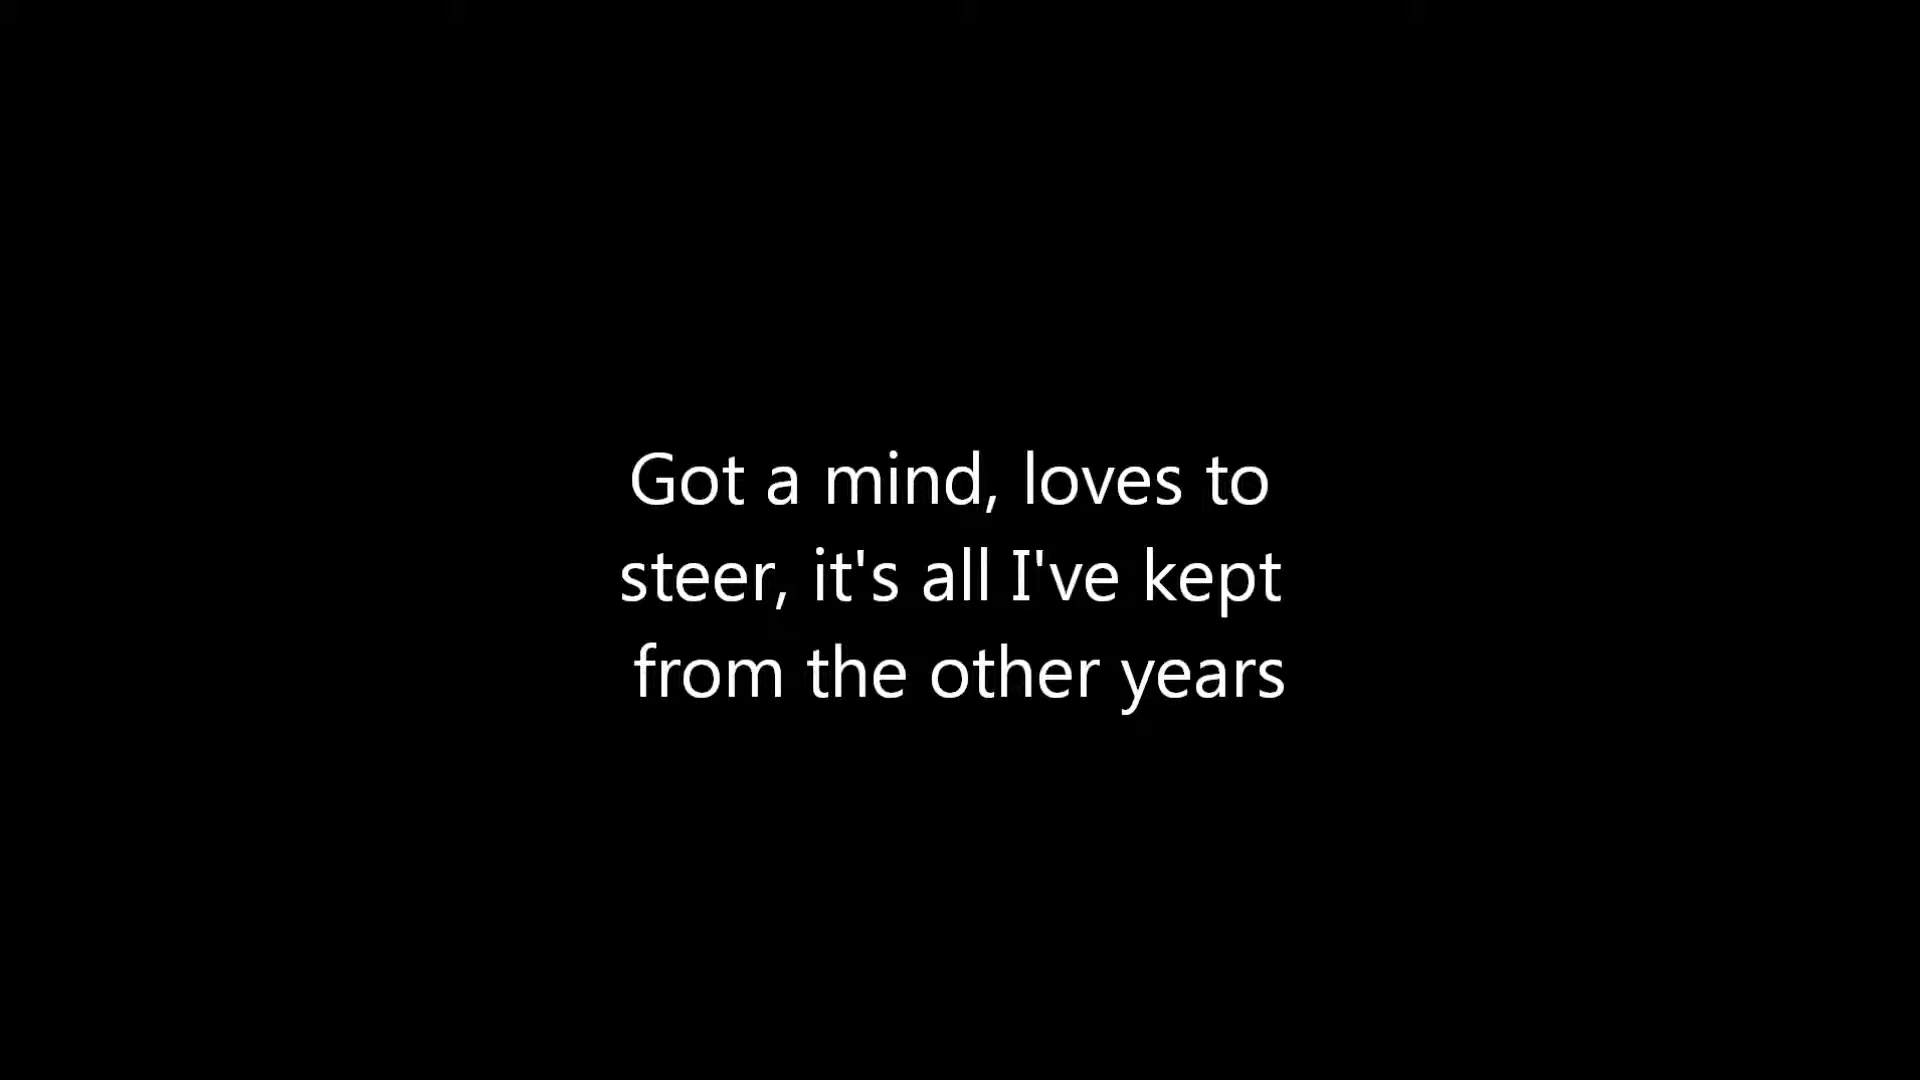 Got a mind, loves to
steer, it's all I've kept
from the other years